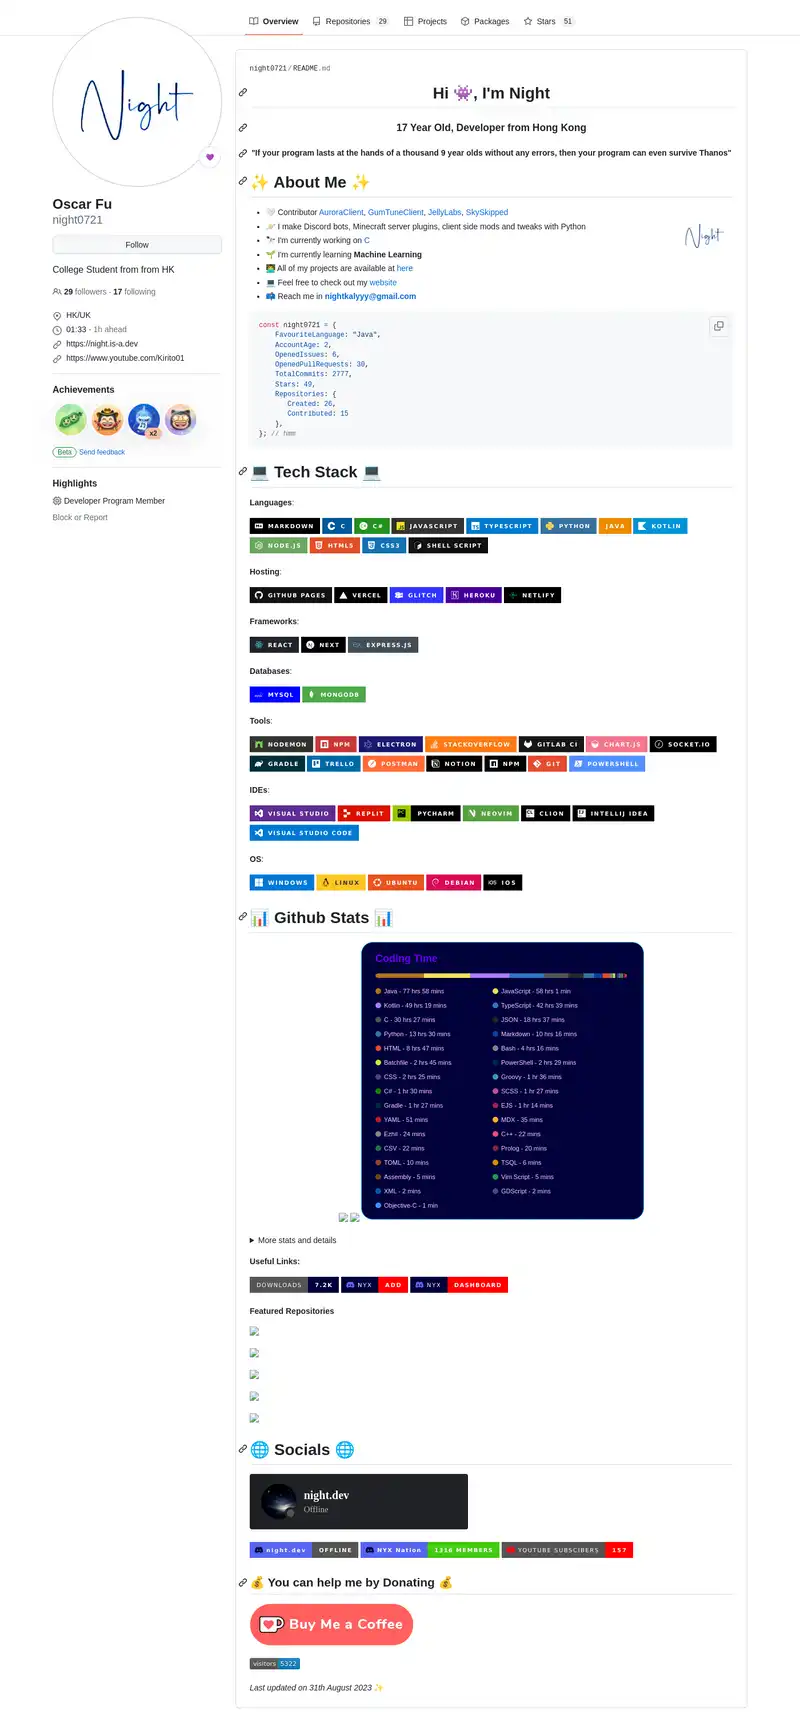 Overview
Repositories 29
Projects
Packages
Stars 51
Night
Oscar Fu
night0721
Follow
College Student from from HK
29 followers · 17 following
HK/UK
01:33 - 1h ahead
https://night.is-a.dev
https://www.youtube.com/Kirito01
Achievements
x2
Beta Send feedback
Highlights
Developer Program Member
Block or Report
night0721/README.md
Hi 👾, I'm Night
17 Year Old, Developer from Hong Kong
"If your program lasts at the hands of a thousand 9 year olds without any errors, then your program can even survive Thanos"
✨ About Me ✨
🤍 Contributor AuroraClient, GumTuneClient, JellyLabs, SkySkipped
🪐 I make Discord bots, Minecraft server plugins, client side mods and tweaks with Python
🔭 I'm currently working on C
🌱 I'm currently learning Machine Learning
👨‍💻 All of my projects are available at here
💻 Feel free to check out my website
📫 Reach me in nightkalyyy@gmail.com
Night
const night0721 = {
FavouriteLanguage: "Java",
AccountAge: 2,
OpenedIssues: 6,
OpenedPullRequests: 30,
TotalCommits: 2777,
Stars: 49,
Repositories: {
Created: 26,
Contributed: 15
},
}; // hmm
💻 Tech Stack 💻
Languages:
MARKDOWN C C# JAVASCRIPT TYPESCRIPT PYTHON JAVA KOTLIN
NODE.JS HTML5 CSS3 SHELL SCRIPT
Hosting:
GITHUB PAGES VERCEL GLITCH HEROKU NETLIFY
Frameworks:
REACT NEXT EXPRESS.JS
Databases:
MYSQL MONGODB
Tools:
NODEMON NPM ELECTRON STACKOVERFLOW GITLAB CI CHART.JS SOCKET.IO
GRADLE TRELLO POSTMAN NOTION NPM GIT POWERSHELL
IDEs:
VISUAL STUDIO REPLIT PYCHARM NEOVIM CLION INTELLIJ IDEA
VISUAL STUDIO CODE
OS:
WINDOWS LINUX UBUNTU DEBIAN iOS IOS
📊 Github Stats 📊
Coding Time
Java - 77 hrs 58 mins JavaScript - 58 hrs 1 min
Kotlin - 49 hrs 19 mins TypeScript - 42 hrs 39 mins
C - 30 hrs 27 mins JSON - 18 hrs 37 mins
Python - 13 hrs 30 mins Markdown - 10 hrs 16 mins
HTML - 8 hrs 47 mins Bash - 4 hrs 16 mins
Batchfile - 2 hrs 45 mins PowerShell - 2 hrs 29 mins
CSS - 2 hrs 25 mins Groovy - 1 hr 36 mins
C# - 1 hr 30 mins SCSS - 1 hr 27 mins
Gradle - 1 hr 27 mins EJS - 1 hr 14 mins
YAML - 51 mins MDX - 35 mins
Ezhil - 24 mins C++ - 22 mins
CSV - 22 mins Prolog - 20 mins
TOML - 10 mins TSQL - 6 mins
Assembly - 5 mins Vim Script - 5 mins
XML - 2 mins GDScript - 2 mins
Objective-C - 1 min
More stats and details
Useful Links:
DOWNLOADS 7.2K NYX ADD NYX DASHBOARD
Featured Repositories
🌐 Socials 🌐
night.dev
Offline
night.dev OFFLINE NYX Nation 1316 MEMBERS YOUTUBE SUBSCIBERS 157
💰 You can help me by Donating 💰
Buy Me a Coffee
visitors 5322
Last updated on 31th August 2023 ✨